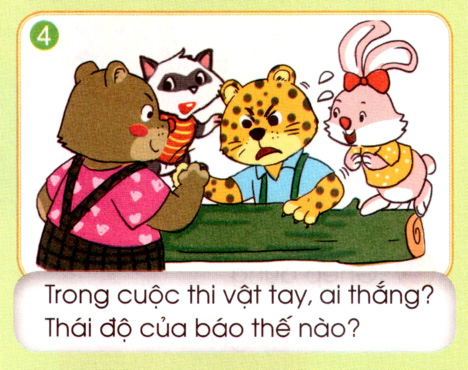 4
Trong cuộc thi vật tay, ai thắng?
Thái độ của báo thế nào?